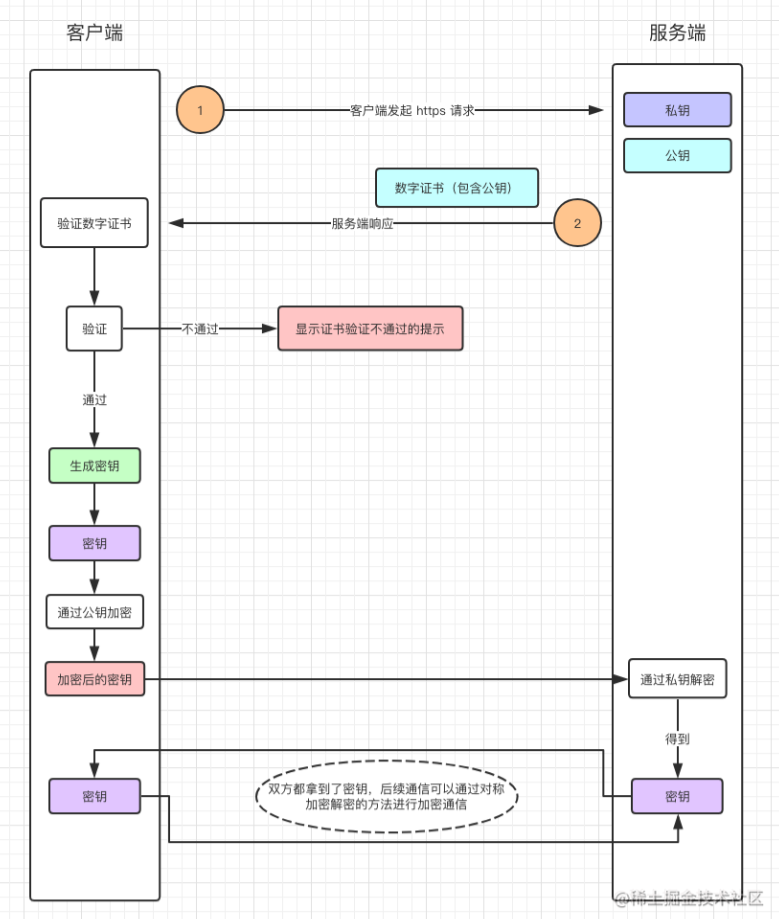 客户端
服务端
1
客户端发起 https 请求
私钥
公钥
数字证书（包含公钥）
验证数字证书
服务端响应
2
验证
不通过
显示证书验证不通过的提示
通过
生成密钥
密钥
通过公钥加密
加密后的密钥
通过私钥解密
得到
密钥
双方都拿到了密钥，后续通信可以通过对称
加密解密的方法进行加密通信
密钥
@稀土掘金技术社区